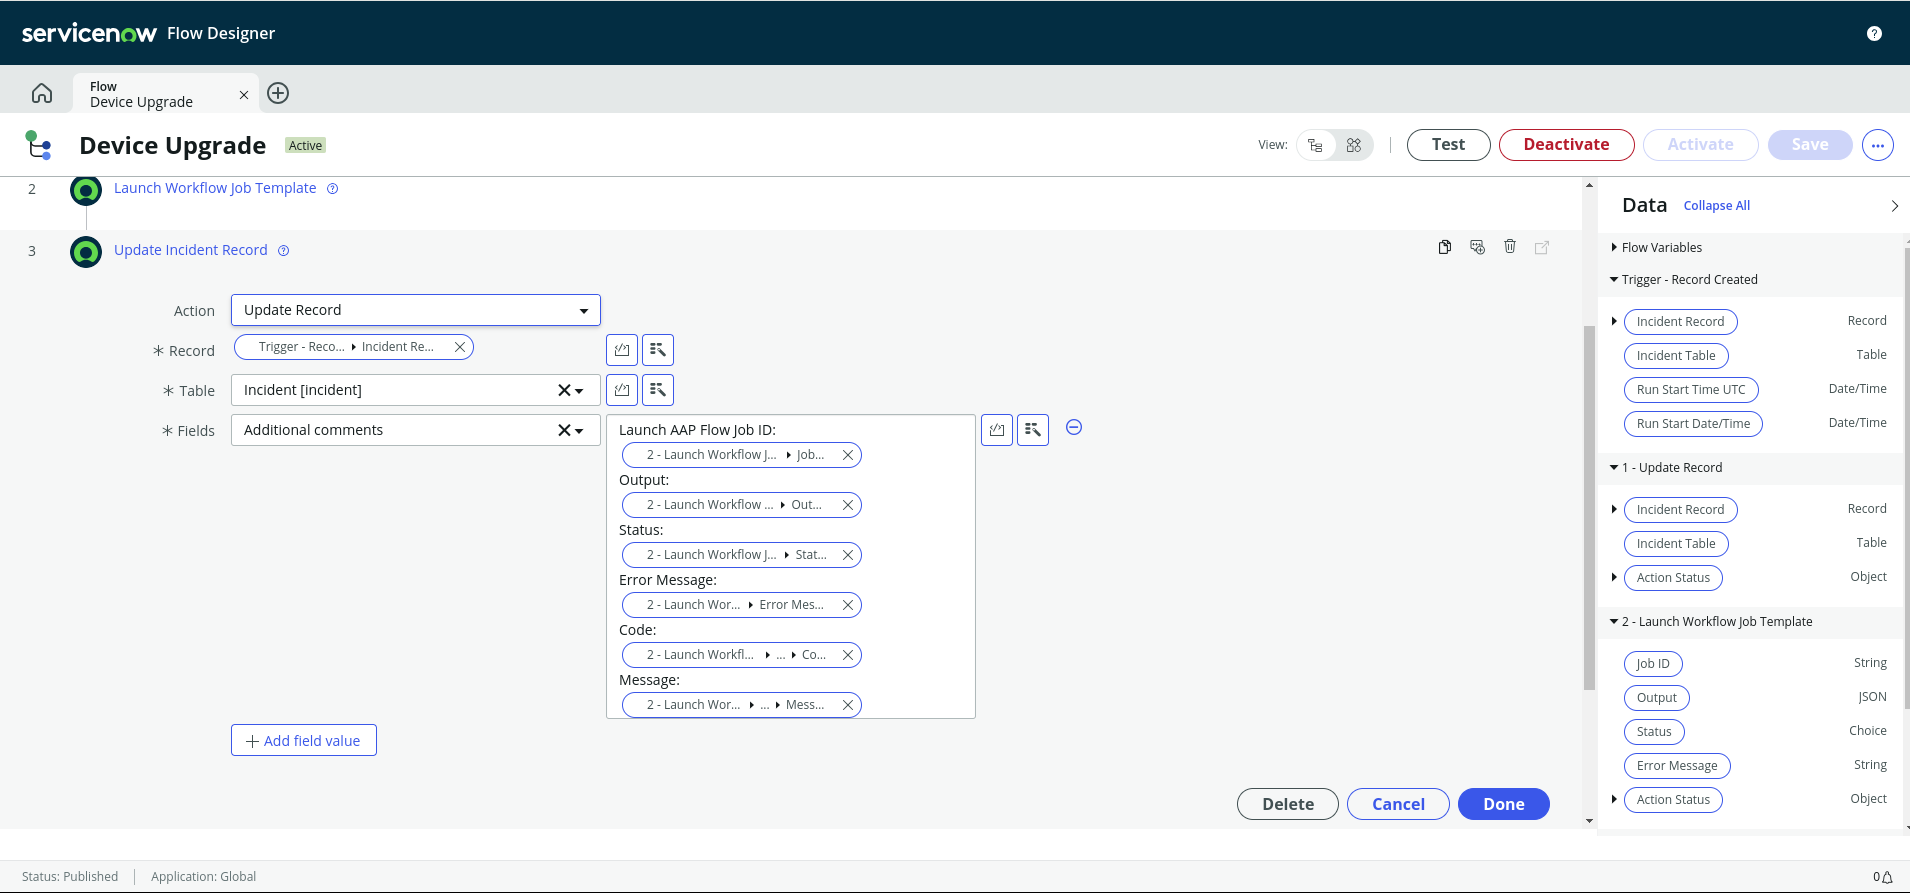 servicenow Flow Designer
?
Flow
Device Upgrade
Device Upgrade Active
View:
Test
Deactivate
Activate
Save
2 Launch Workflow Job Template ?
3 Update Incident Record ?
Action Update Record
* Record Trigger - Reco... Incident Re...
* Table Incident [incident]
* Fields Additional comments
Launch AAP Flow Job ID:
2 - Launch Workflow J... Job...
Output:
2 - Launch Workflow ... Out...
Status:
2 - Launch Workflow J... Stat...
Error Message:
2 - Launch Wor... Error Mes...
Code:
2 - Launch Workfl... ... Co...
Message:
2 - Launch Wor... ... Mess...
+ Add field value
Delete
Cancel
Done
Data Collapse All
Flow Variables
Trigger - Record Created
Incident Record Record
Incident Table Table
Run Start Time UTC Date/Time
Run Start Date/Time Date/Time
1 - Update Record
Incident Record Record
Incident Table Table
Action Status Object
2 - Launch Workflow Job Template
Job ID String
Output JSON
Status Choice
Error Message String
Action Status Object
Status: Published
Application: Global
0